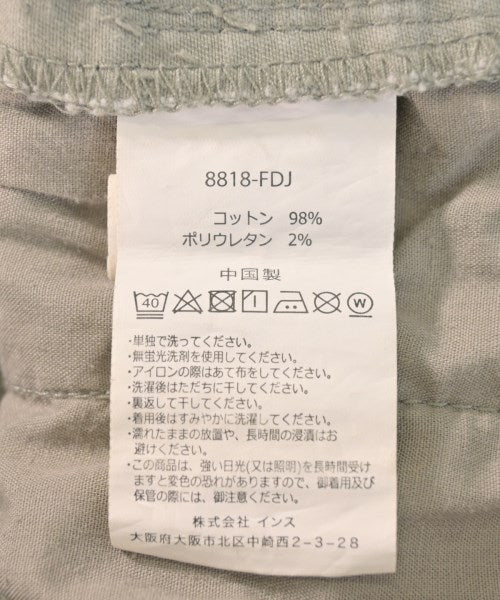 8818-FDJ
コットン 98%
ポリウレタン 2%
中国製
40 W
・単独で洗ってください。
・無蛍光洗剤を使用してください。
・アイロンの際はあて布をしてください。
・洗濯後はただちに干してください。
・裏返して干してください。
・着用後はすみやかに洗濯してください。
・濡れたままの放置や、長時間の浸漬はお
避けください。
・この商品は、強い日光(又は照明)を長時間受け
ますと変色の恐れがありますので、御着用及び
保管の際には、御注意ください。
株式会社 インス
大阪府大阪市北区中崎西2-3-28